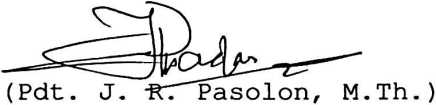 (Pdt. J. R. Pasolon, M.Th.)